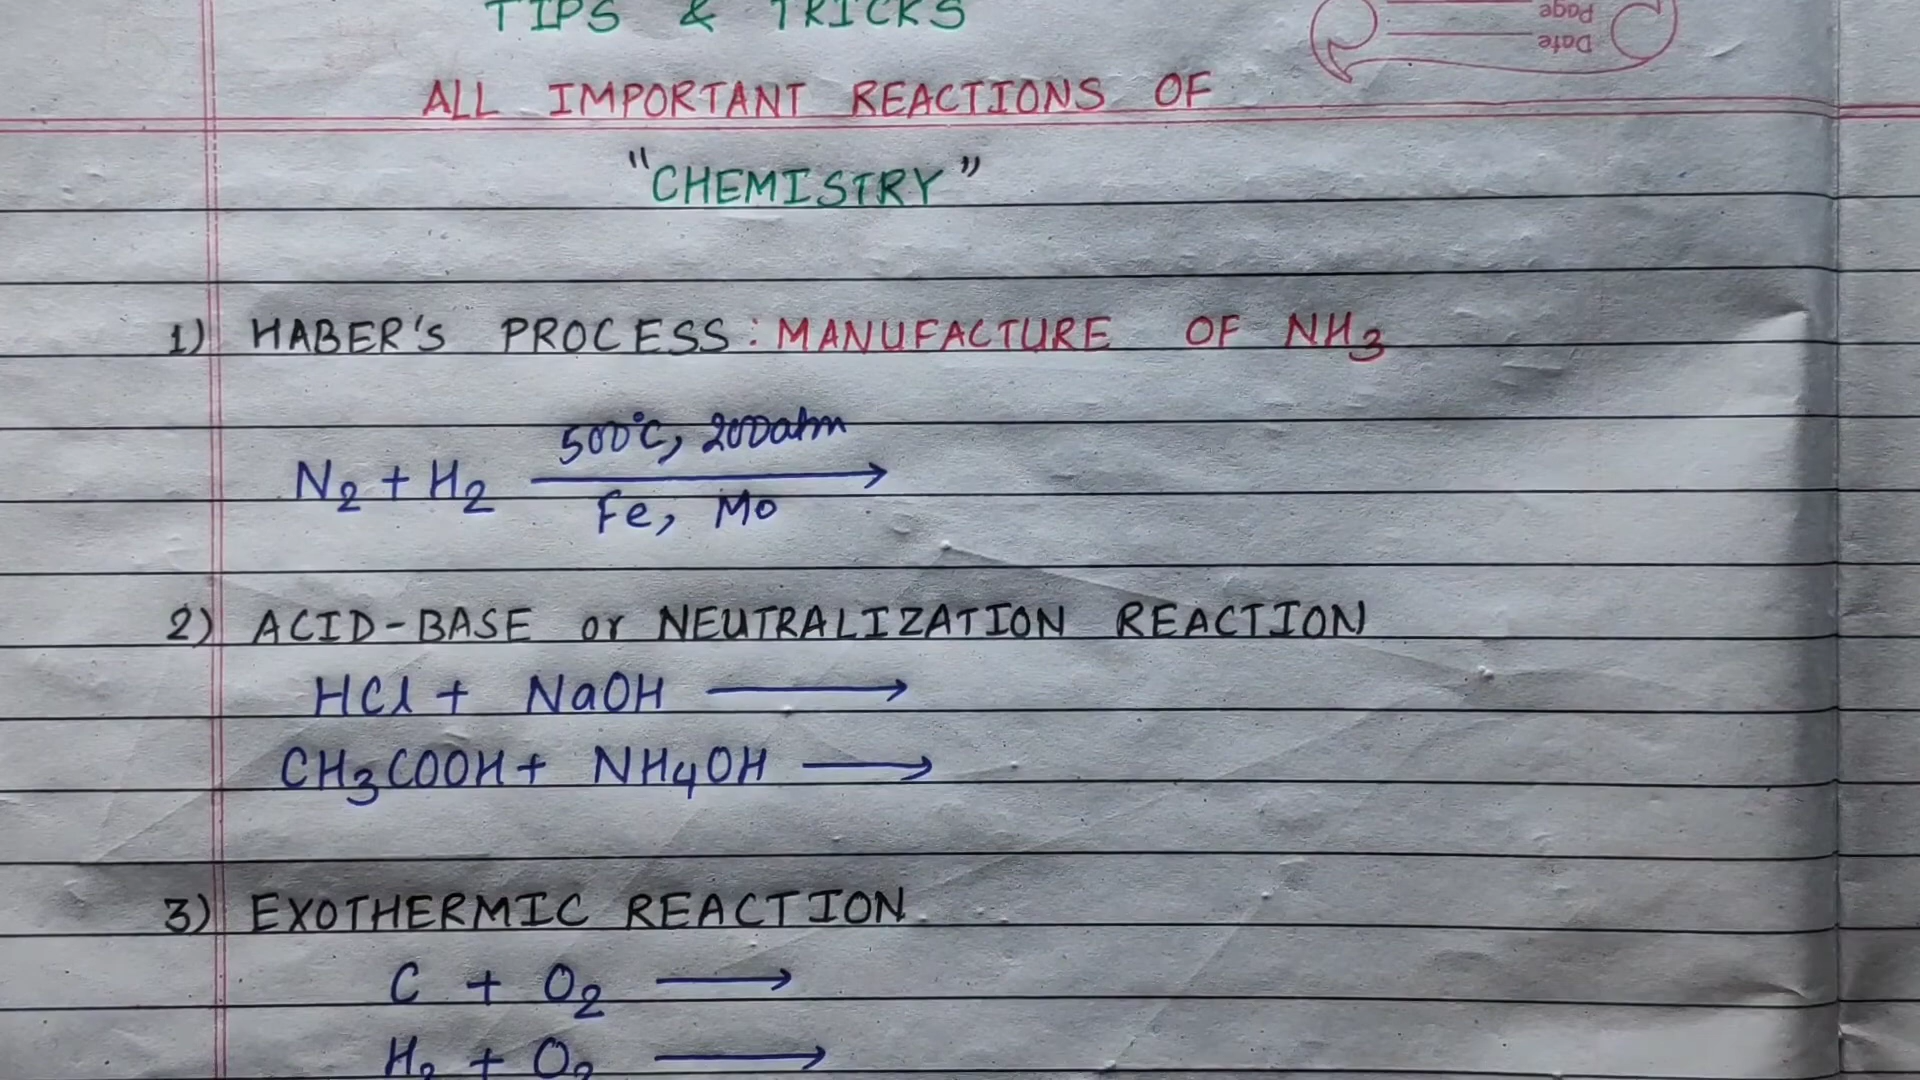 TIPS & TRICKS
Page
Date
ALL IMPORTANT REACTIONS OF
"CHEMISTRY"
1) HABER'S PROCESS: MANUFACTURE OF NH3
500°C, 200atm
N2 + H2 ⟶
Fe, Mo
2) ACID-BASE or NEUTRALIZATION REACTION
HCl + NaOH ⟶
CH3COOH + NH4OH ⟶
3) EXOTHERMIC REACTION
C + O2 ⟶
H2 + O2 ⟶